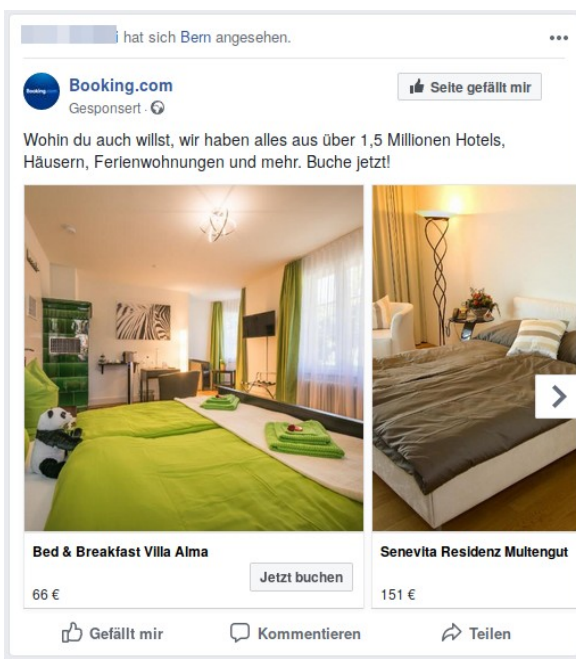 hat sich Bern angesehen.
Booking.com
Booking.com
Seite gefällt mir
Gesponsert ·
Wohin du auch willst, wir haben alles aus über 1,5 Millionen Hotels,
Häusern, Ferienwohnungen und mehr. Buche jetzt!
Bed & Breakfast Villa Alma
Jetzt buchen
66 €
Senevita Residenz Multengut
151 €
Gefällt mir
Kommentieren
Teilen